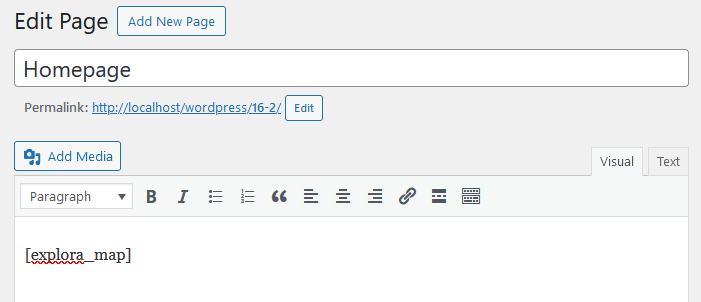 Edit Page Add New Page
Homepage
Permalink: http://localhost/wordpress/16-2/ Edit
Add Media Visual Text
Paragraph B I
[explora_map]